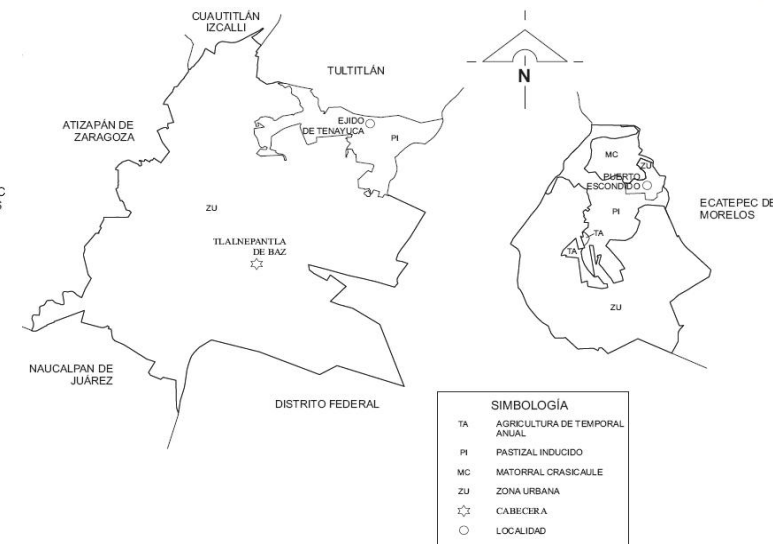 CUAUTITLÁN
IZCALLI
TULTITLÁN
N
ATIZAPÁN DE
ZARAGOZA
EJIDO
DE TENAYUCA
PI
C
S
ZU
TLALNEPANTLA
DE BAZ
NAUCALPAN DE
JUÁREZ
DISTRITO FEDERAL
MC
ZU
PUERTO
ESCONDIDO
PI
TA
TA
ZU
ECATEPEC DE
MORELOS
SIMBOLOGÍA
TA AGRICULTURA DE TEMPORAL
ANUAL
PI PASTIZAL INDUCIDO
MC MATORRAL CRASICAULE
ZU ZONA URBANA
CABECERA
LOCALIDAD